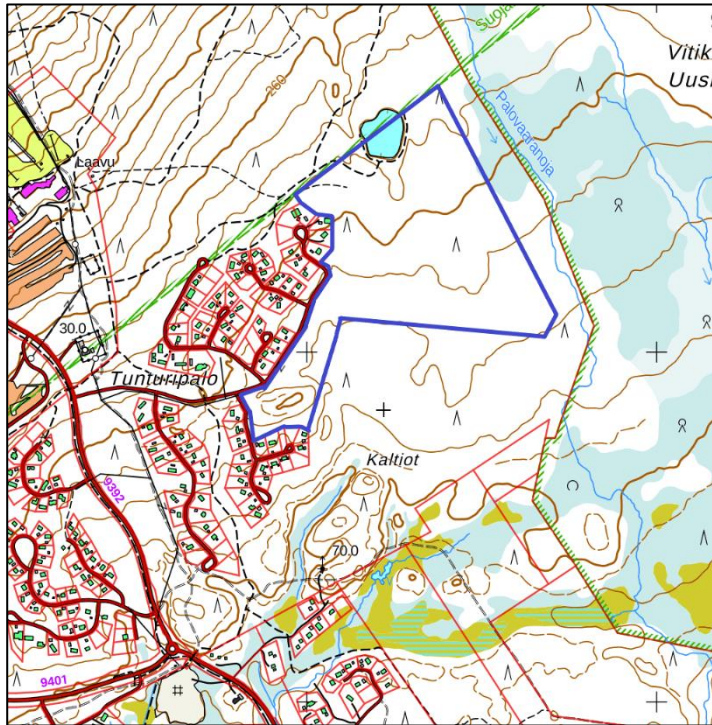 Suoja
Vitik
Uusi
260
Palovaaranoja
Laavu
30.0
Tunturipalo
Kaltiot
9392
70.0
9401